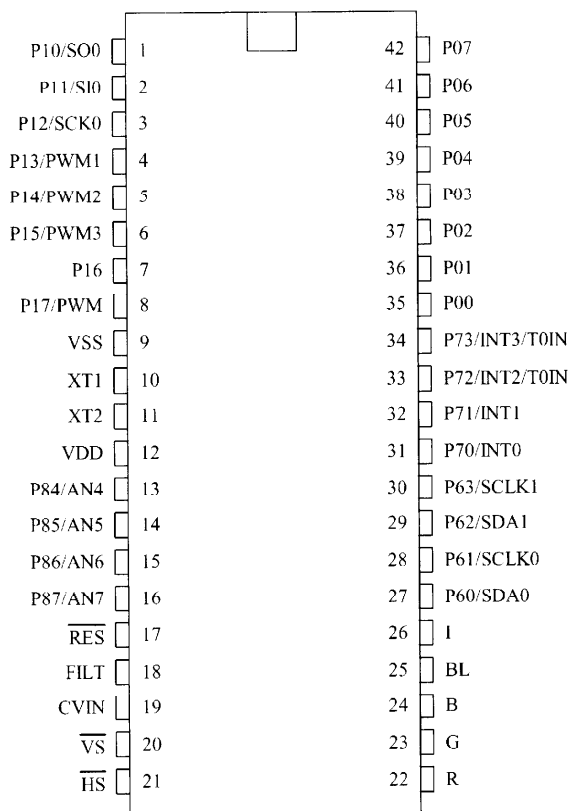 P10/SO0 1 42 P07
P11/SI0 2 41 P06
P12/SCK0 3 40 P05
P13/PWM1 4 39 P04
P14/PWM2 5 38 P03
P15/PWM3 6 37 P02
P16 7 36 P01
P17/PWM 8 35 P00
VSS 9 34 P73/INT3/T0IN
XT1 10 33 P72/INT2/T0IN
XT2 11 32 P71/INT1
VDD 12 31 P70/INT0
P84/AN4 13 30 P63/SCLK1
P85/AN5 14 29 P62/SDA1
P86/AN6 15 28 P61/SCLK0
P87/AN7 16 27 P60/SDA0
R̅E̅S̅ 17 26 I
FILT 18 25 BL
CVIN 19 24 B
V̅S̅ 20 23 G
H̅S̅ 21 22 R